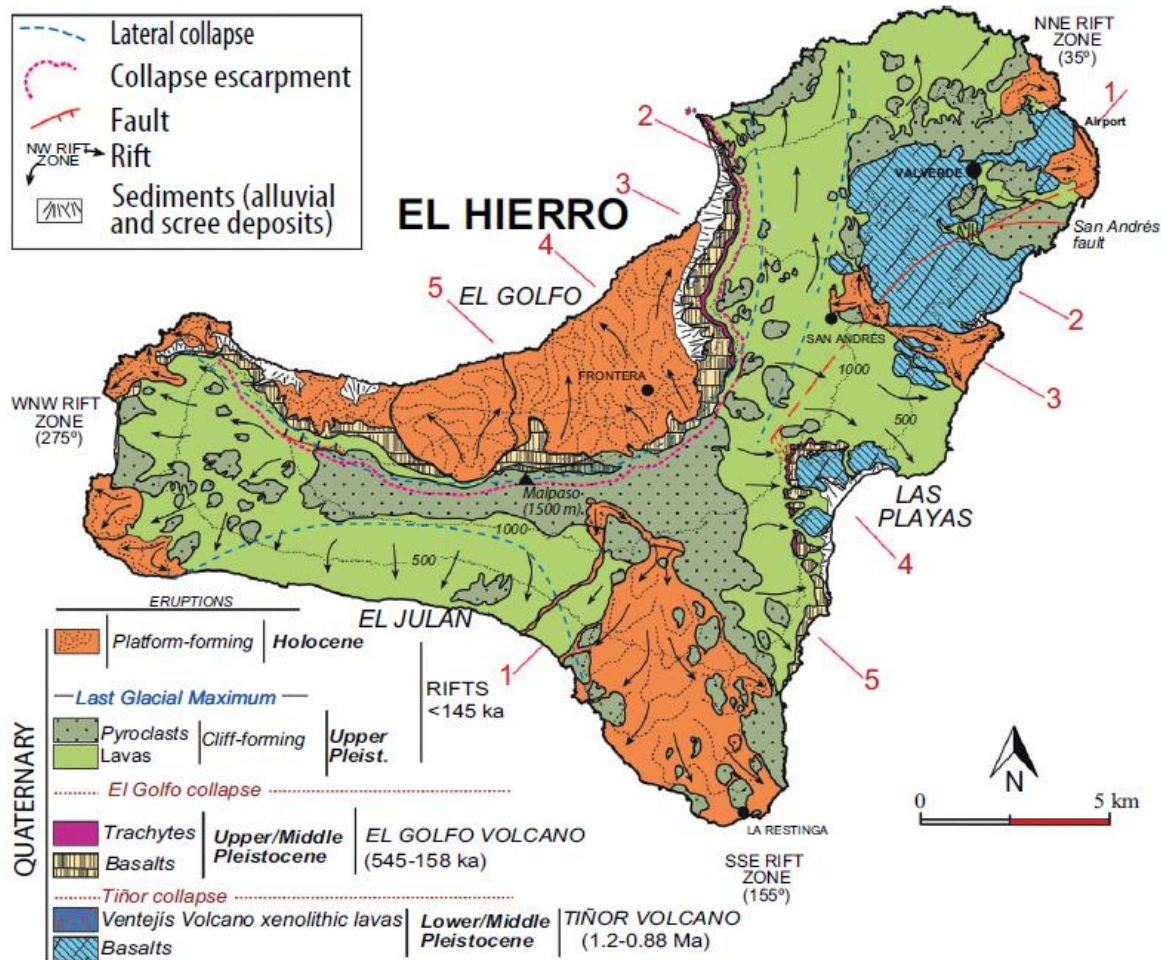 Lateral collapse
Collapse escarpment
Fault
NW RIFT
ZONE
Rift
Sediments (alluvial
and scree deposits)
NNE RIFT
ZONE
(35º)
1
Airport
2
VALVERDE
3
EL HIERRO
4
San Andrés
fault
5
EL GOLFO
2
SAN ANDRÉS
1000
3
FRONTERA
500
WNW RIFT
ZONE
(275º)
Malpaso
(1500 m)
LAS
PLAYAS
1000
500
4
EL JULAN
1
5
ERUPTIONS
Platform-forming
Holocene
RIFTS
<145 ka
Last Glacial Maximum
Pyroclasts
Lavas
Cliff-forming
Upper
Pleist.
N
0 5 km
El Golfo collapse
QUATERNARY
Trachytes
Basalts
Upper/Middle
Pleistocene
EL GOLFO VOLCANO
(545-158 ka)
LA RESTINGA
SSE RIFT
ZONE
(155º)
Tiñor collapse
Ventejís Volcano xenolithic lavas
Basalts
Lower/Middle
Pleistocene
TIÑOR VOLCANO
(1.2-0.88 Ma)